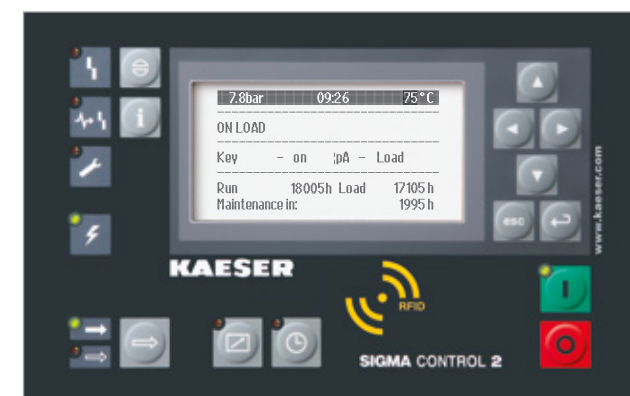 7.8bar 09:26 75°C
ON LOAD
Key - on ¦pA - Load
Run 18005h Load 17105h
Maintenance in: 1995h
esc
www.kaeser.com
KAESER
RFID
I
O
SIGMA CONTROL 2